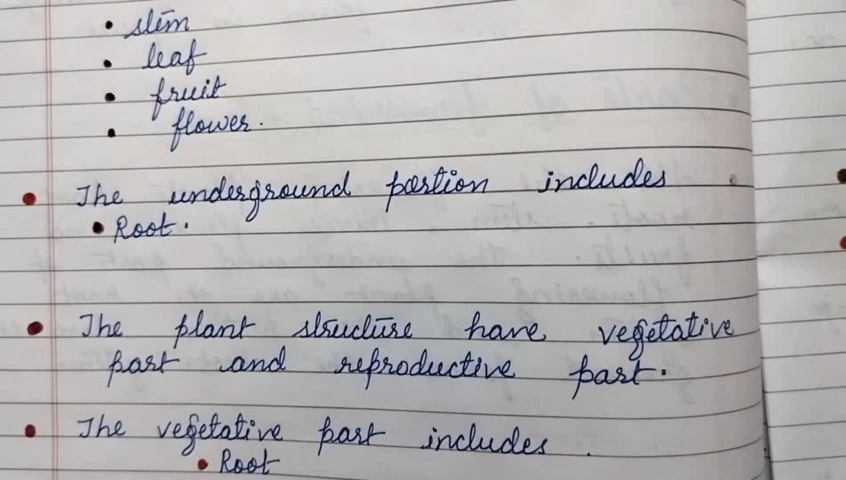 • stem
• leaf
• fruit
• flower.
• The underground portion includes
• Root.
• The plant structure have vegetative
part and reproductive part.
• The vegetative part includes.
• Root